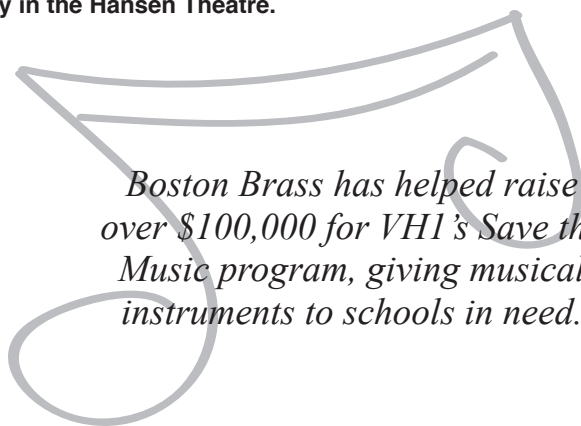 y in the Hansen Theatre.
Boston Brass has helped raise
over $100,000 for VH1's Save th
Music program, giving musical
instruments to schools in need.